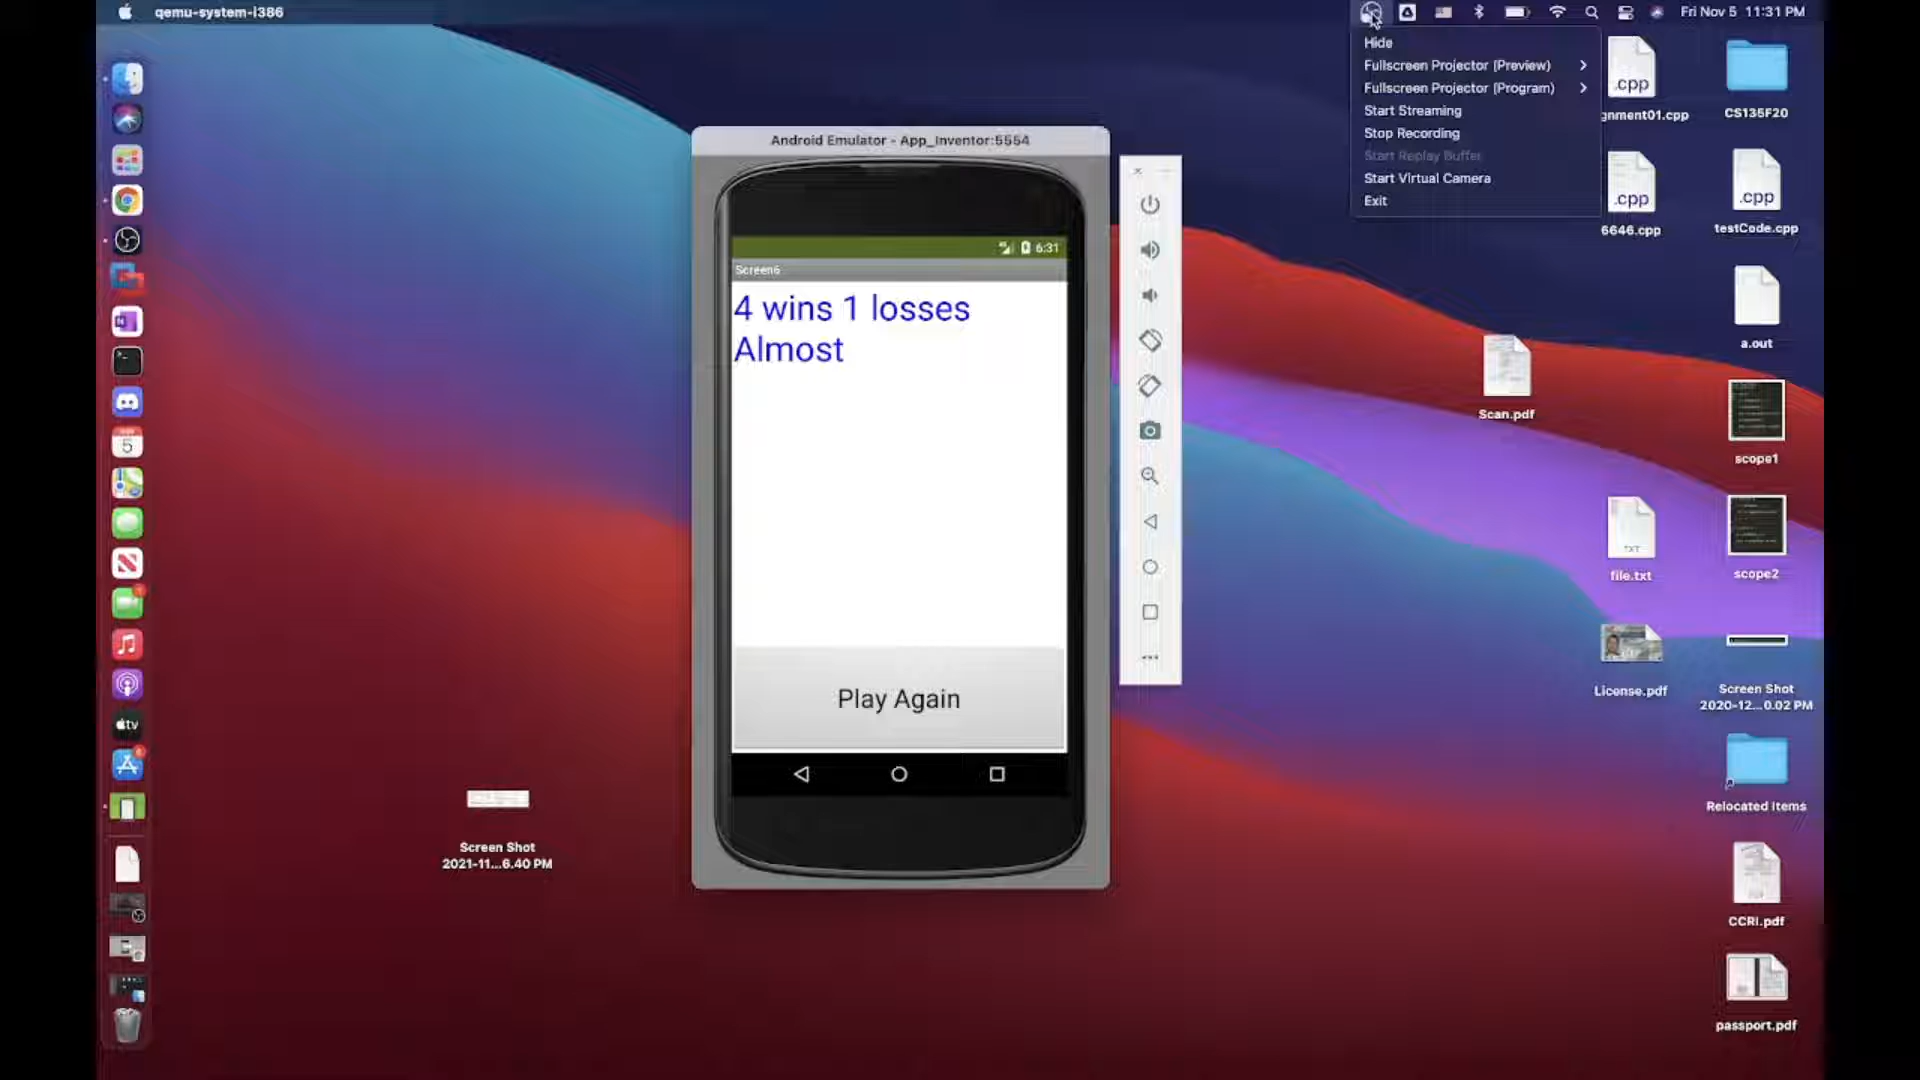 qemu-system-i386
Fri Nov 5 11:31 PM
Hide
Fullscreen Projector (Preview)
Fullscreen Projector (Program)
Start Streaming
Stop Recording
Start Replay Buffer
Start Virtual Camera
Exit
Android Emulator - App_Inventor:5554
6:31
Screen6
4 wins 1 losses
Almost
Play Again
.cpp
gnment01.cpp
CS135F20
.cpp
6646.cpp
.cpp
testCode.cpp
a.out
Scan.pdf
scope1
TXT
file.txt
scope2
License.pdf
Screen Shot
2020-12...0.02 PM
Relocated Items
Screen Shot
2021-11...6.40 PM
CCRI.pdf
passport.pdf
5
tv